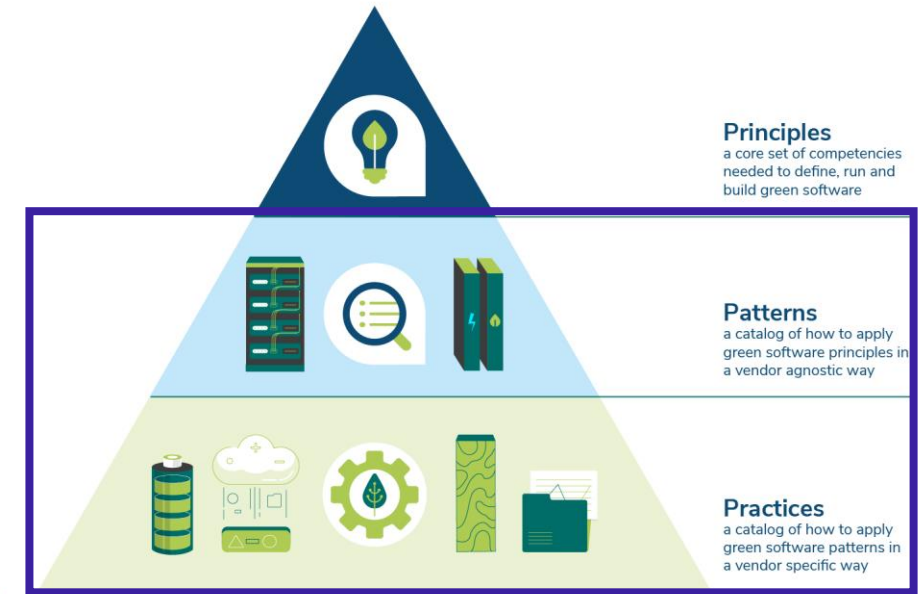 Principles
a core set of competencies
needed to define, run and
build green software
Patterns
a catalog of how to apply
green software principles in
a vendor agnostic way
Practices
a catalog of how to apply
green software patterns in
a vendor specific way